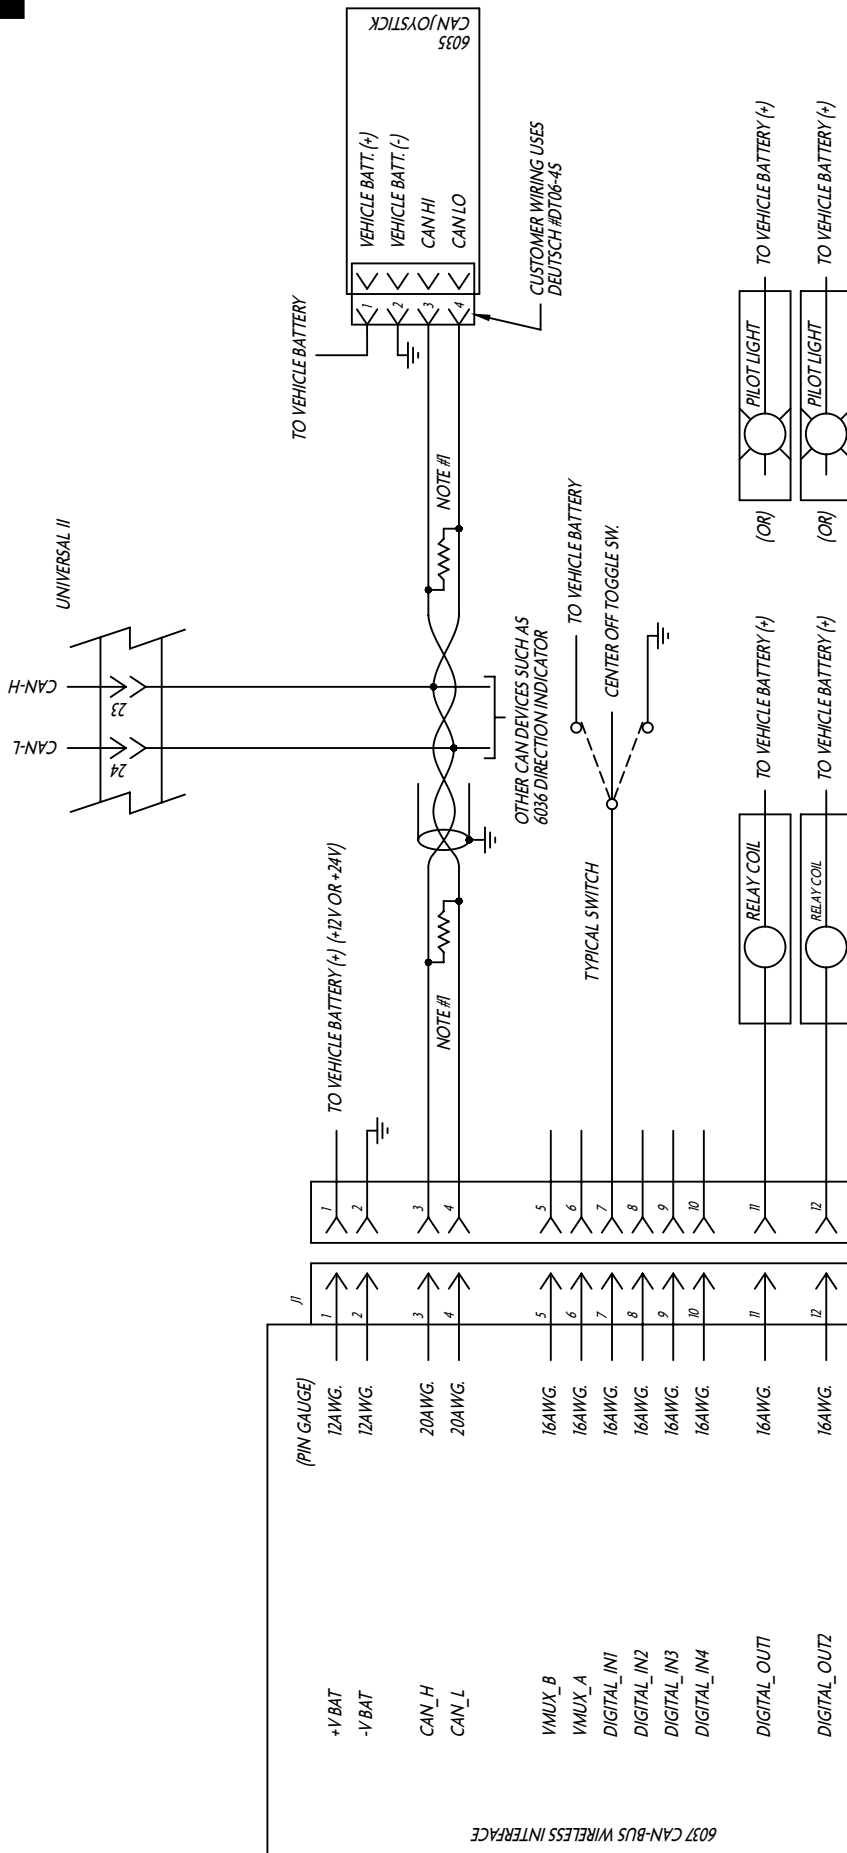 6037 CAN-BUS WIRELESS INTERFACE
(PIN GAUGE)
J1
+V BAT
12AWG.
1
1
TO VEHICLE BATTERY (+) (+12V OR +24V)
-V BAT
12AWG.
2
2
CAN_H
20AWG.
3
3
CAN_L
20AWG.
4
4
NOTE #1
NOTE #1
VMUX_B
16AWG.
5
5
VMUX_A
16AWG.
6
6
DIGITAL_IN1
16AWG.
7
7
TYPICAL SWITCH
TO VEHICLE BATTERY
CENTER OFF TOGGLE SW.
DIGITAL_IN2
16AWG.
8
8
DIGITAL_IN3
16AWG.
9
9
DIGITAL_IN4
16AWG.
10
10
DIGITAL_OUT1
16AWG.
11
11
RELAY COIL
TO VEHICLE BATTERY (+)
(OR)
PILOT LIGHT
TO VEHICLE BATTERY (+)
DIGITAL_OUT2
16AWG.
12
12
RELAY COIL
TO VEHICLE BATTERY (+)
(OR)
PILOT LIGHT
TO VEHICLE BATTERY (+)
UNIVERSAL II
CAN-H
23
CAN-L
24
OTHER CAN DEVICES SUCH AS
6036 DIRECTION INDICATOR
6035
CAN JOYSTICK
TO VEHICLE BATTERY
1
VEHICLE BATT. (+)
2
VEHICLE BATT. (-)
3
CAN HI
4
CAN LO
CUSTOMER WIRING USES
DEUTSCH #DT06-4S